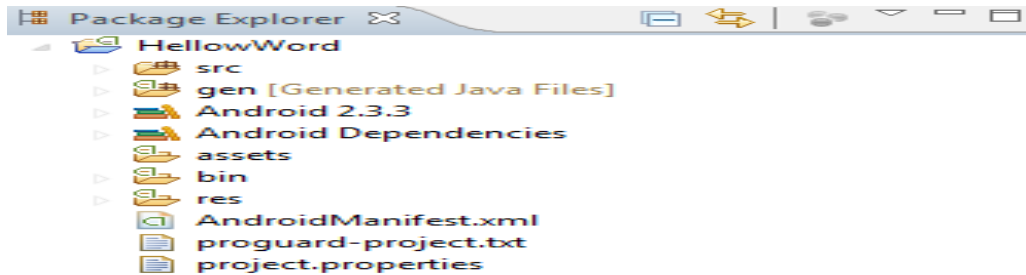 Package Explorer
HellowWord
src
gen [Generated Java Files]
Android 2.3.3
Android Dependencies
assets
bin
res
AndroidManifest.xml
proguard-project.txt
project.properties